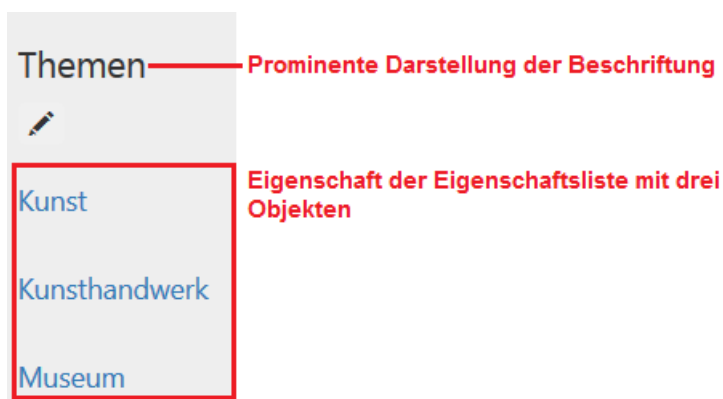 Themen
Prominente Darstellung der Beschriftung
Eigenschaft der Eigenschaftsliste mit drei
Objekten
Kunst
Kunsthandwerk
Museum